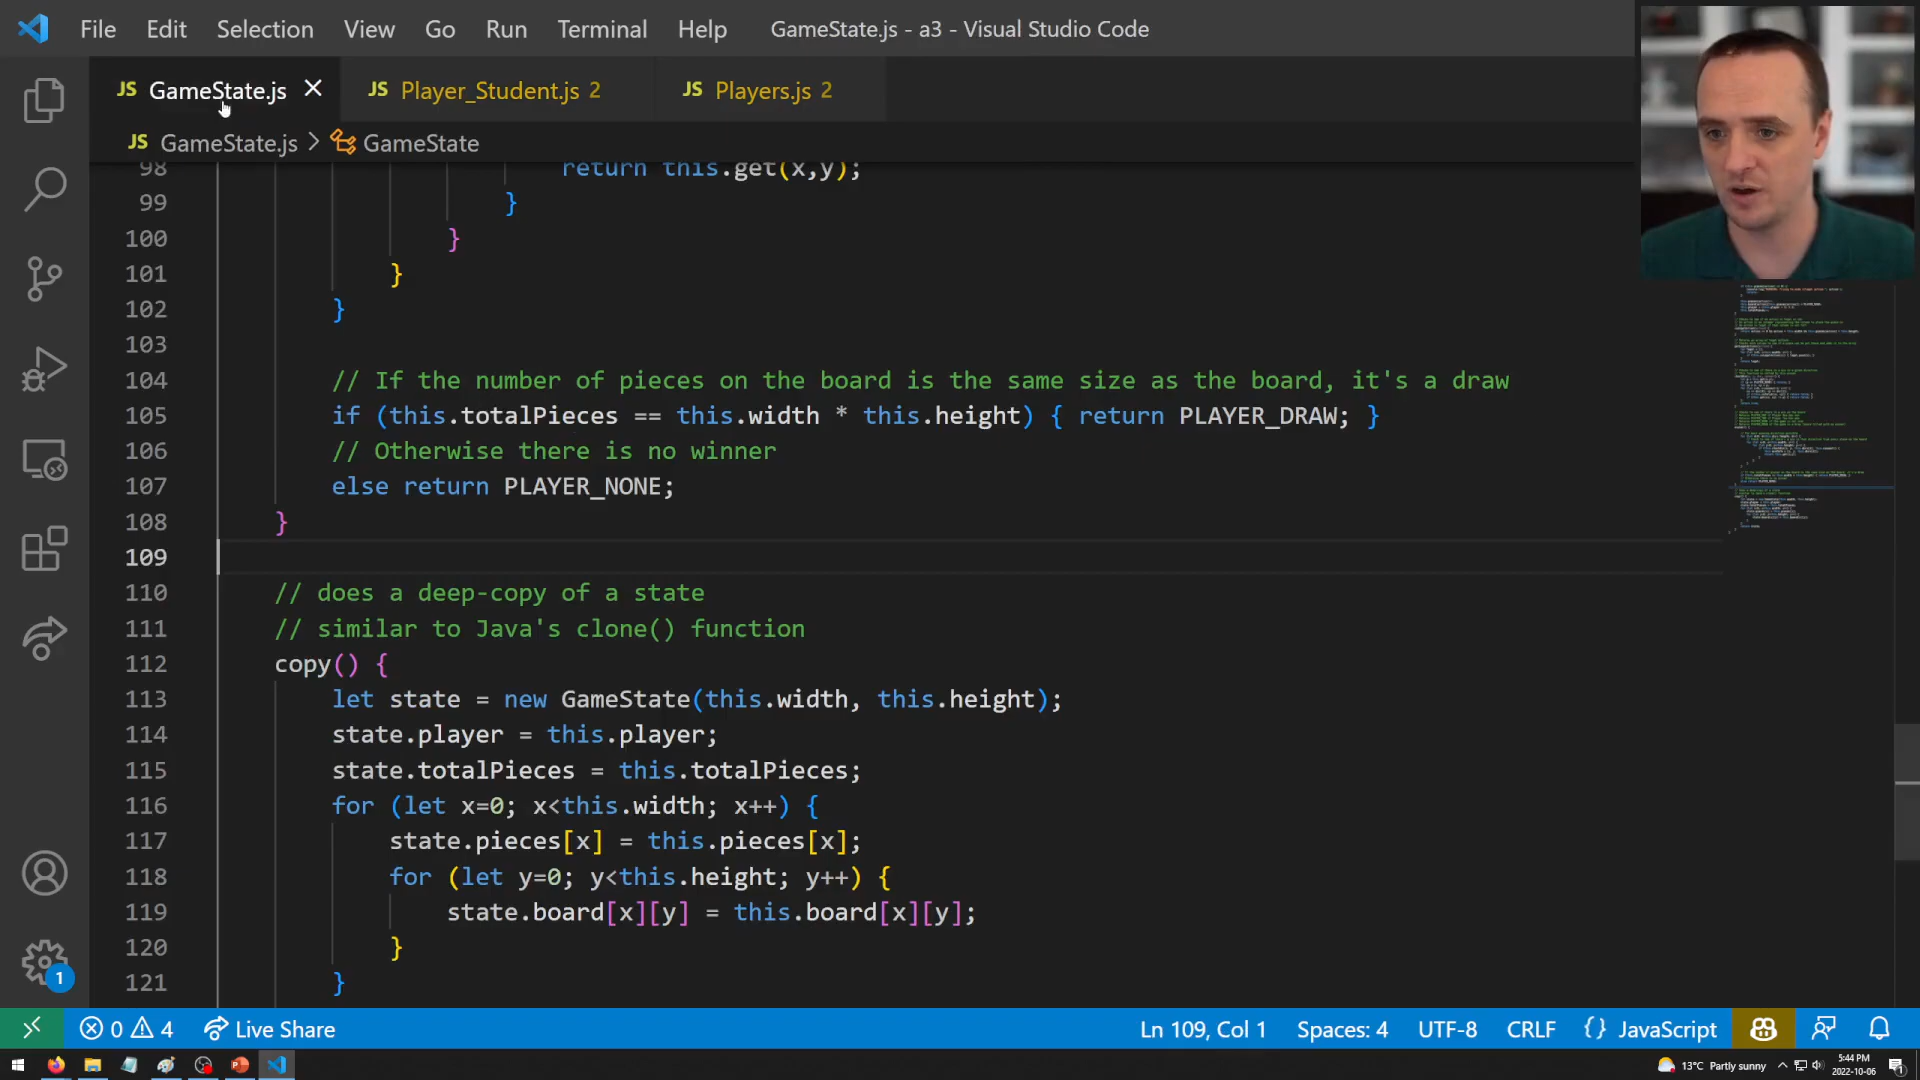 File Edit Selection View Go Run Terminal Help GameState.js - a3 - Visual Studio Code
JS GameState.js JS Player_Student.js 2 JS Players.js 2
JS GameState.js > GameState
98 return this.get(x,y);
99 }
100 }
101 }
102 }
103
104 // If the number of pieces on the board is the same size as the board, it's a draw
105 if (this.totalPieces == this.width * this.height) { return PLAYER_DRAW; }
106 // Otherwise there is no winner
107 else return PLAYER_NONE;
108 }
109
110 // does a deep-copy of a state
111 // similar to Java's clone() function
112 copy() {
113 let state = new GameState(this.width, this.height);
114 state.player = this.player;
115 state.totalPieces = this.totalPieces;
116 for (let x=0; x<this.width; x++) {
117 state.pieces[x] = this.pieces[x];
118 for (let y=0; y<this.height; y++) {
119 state.board[x][y] = this.board[x][y];
120 }
121 }
1
0 4 Live Share Ln 109, Col 1 Spaces: 4 UTF-8 CRLF {} JavaScript
13°C Partly sunny 5:44 PM
2022-10-06